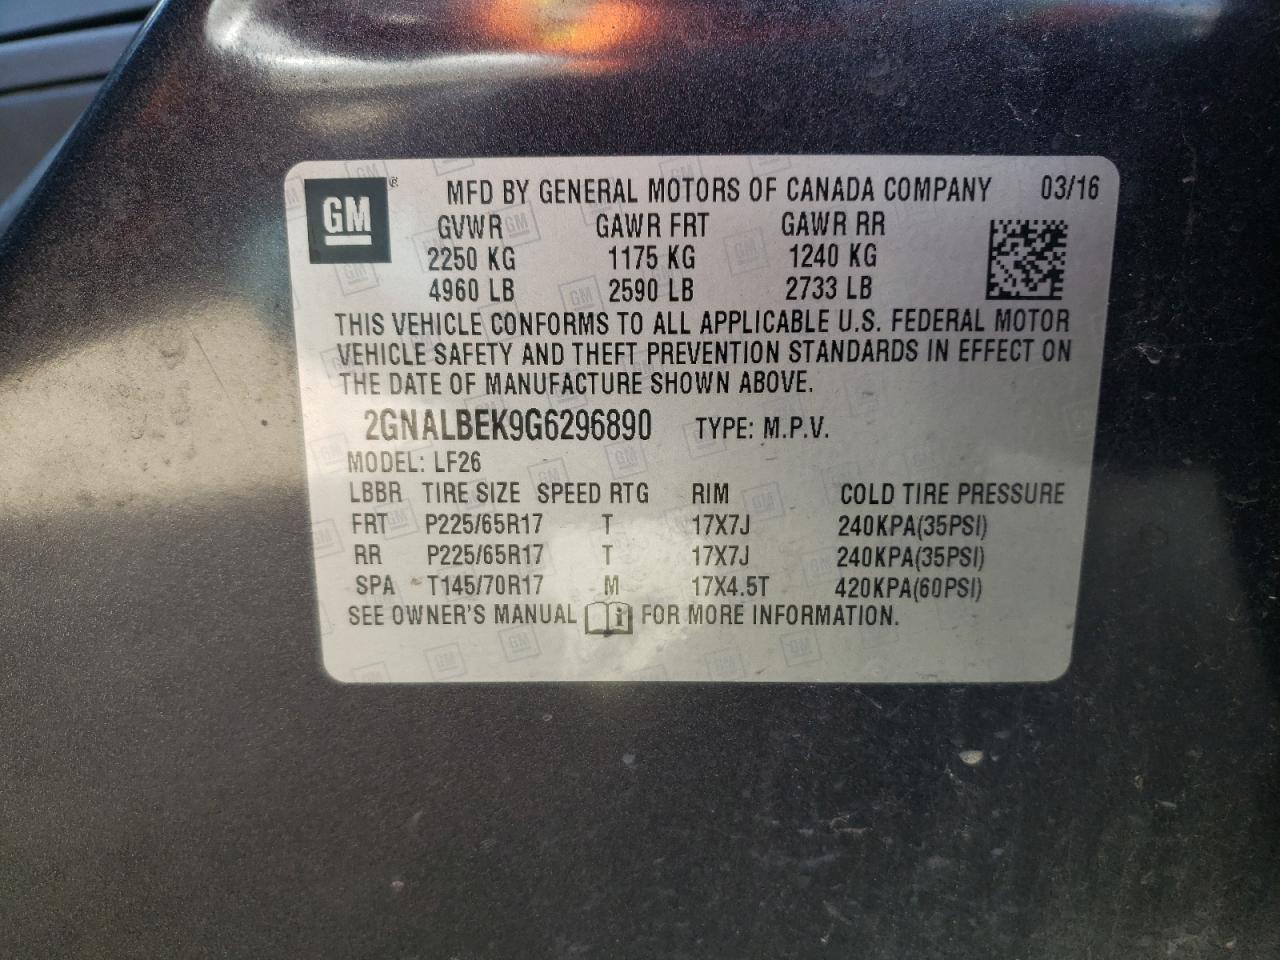 GM ® MFD BY GENERAL MOTORS OF CANADA COMPANY 03/16
GVWR GAWR FRT GAWR RR
2250 KG 1175 KG 1240 KG
4960 LB 2590 LB 2733 LB
THIS VEHICLE CONFORMS TO ALL APPLICABLE U.S. FEDERAL MOTOR
VEHICLE SAFETY AND THEFT PREVENTION STANDARDS IN EFFECT ON
THE DATE OF MANUFACTURE SHOWN ABOVE.
2GNALBEK9G6296890 TYPE: M.P.V.
MODEL: LF26
LBBR TIRE SIZE SPEED RTG RIM COLD TIRE PRESSURE
FRT P225/65R17 T 17X7J 240KPA(35PSI)
RR P225/65R17 T 17X7J 240KPA(35PSI)
SPA T145/70R17 M 17X4.5T 420KPA(60PSI)
SEE OWNER'S MANUAL i FOR MORE INFORMATION.